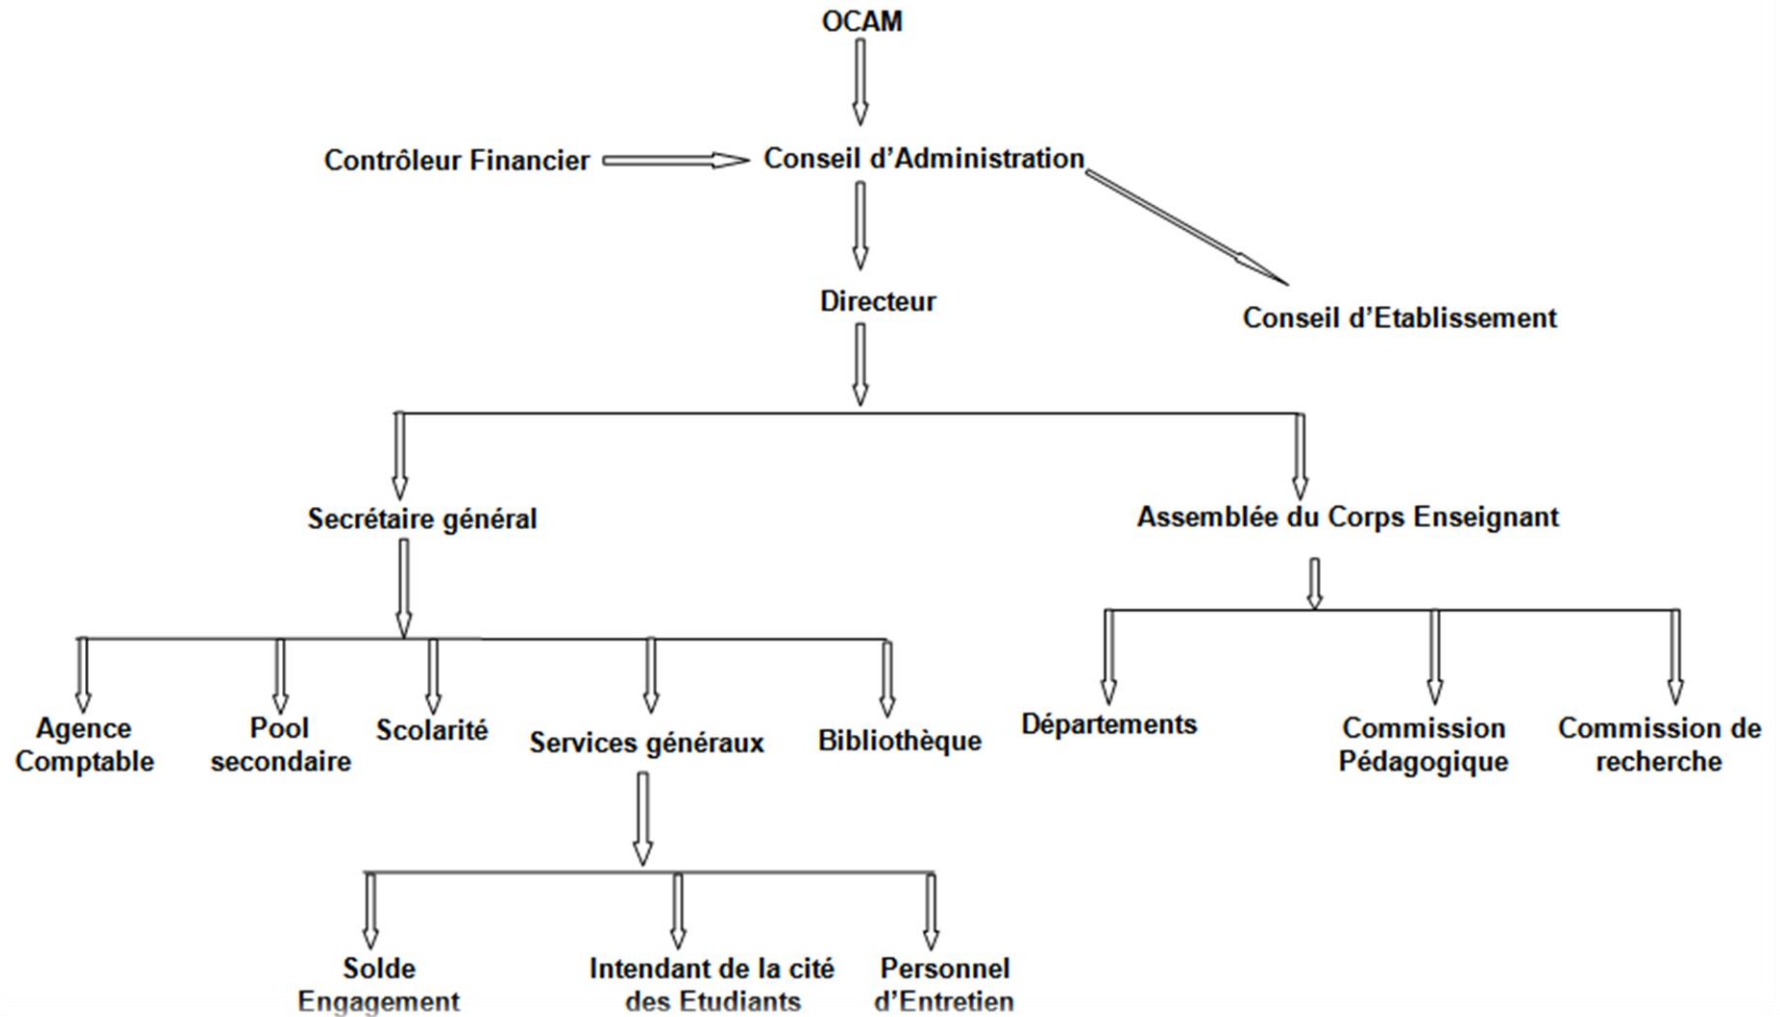 OCAM
Contrôleur Financier
Conseil d’Administration
Directeur
Conseil d’Etablissement
Secrétaire général
Assemblée du Corps Enseignant
Agence
Comptable
Pool
secondaire
Scolarité
Services généraux
Bibliothèque
Départements
Commission
Pédagogique
Commission de
recherche
Solde
Engagement
Intendant de la cité
des Etudiants
Personnel
d’Entretien